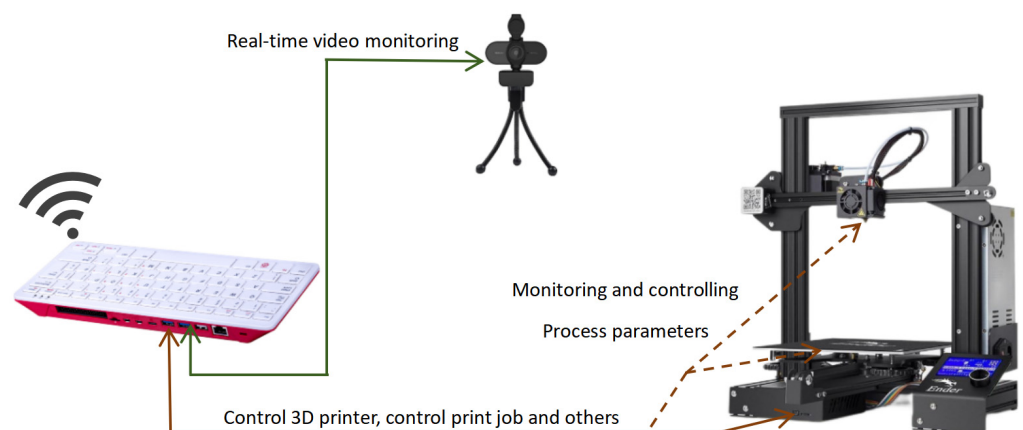 Real-time video monitoring
Monitoring and controlling
Process parameters
Ender
Control 3D printer, control print job and others